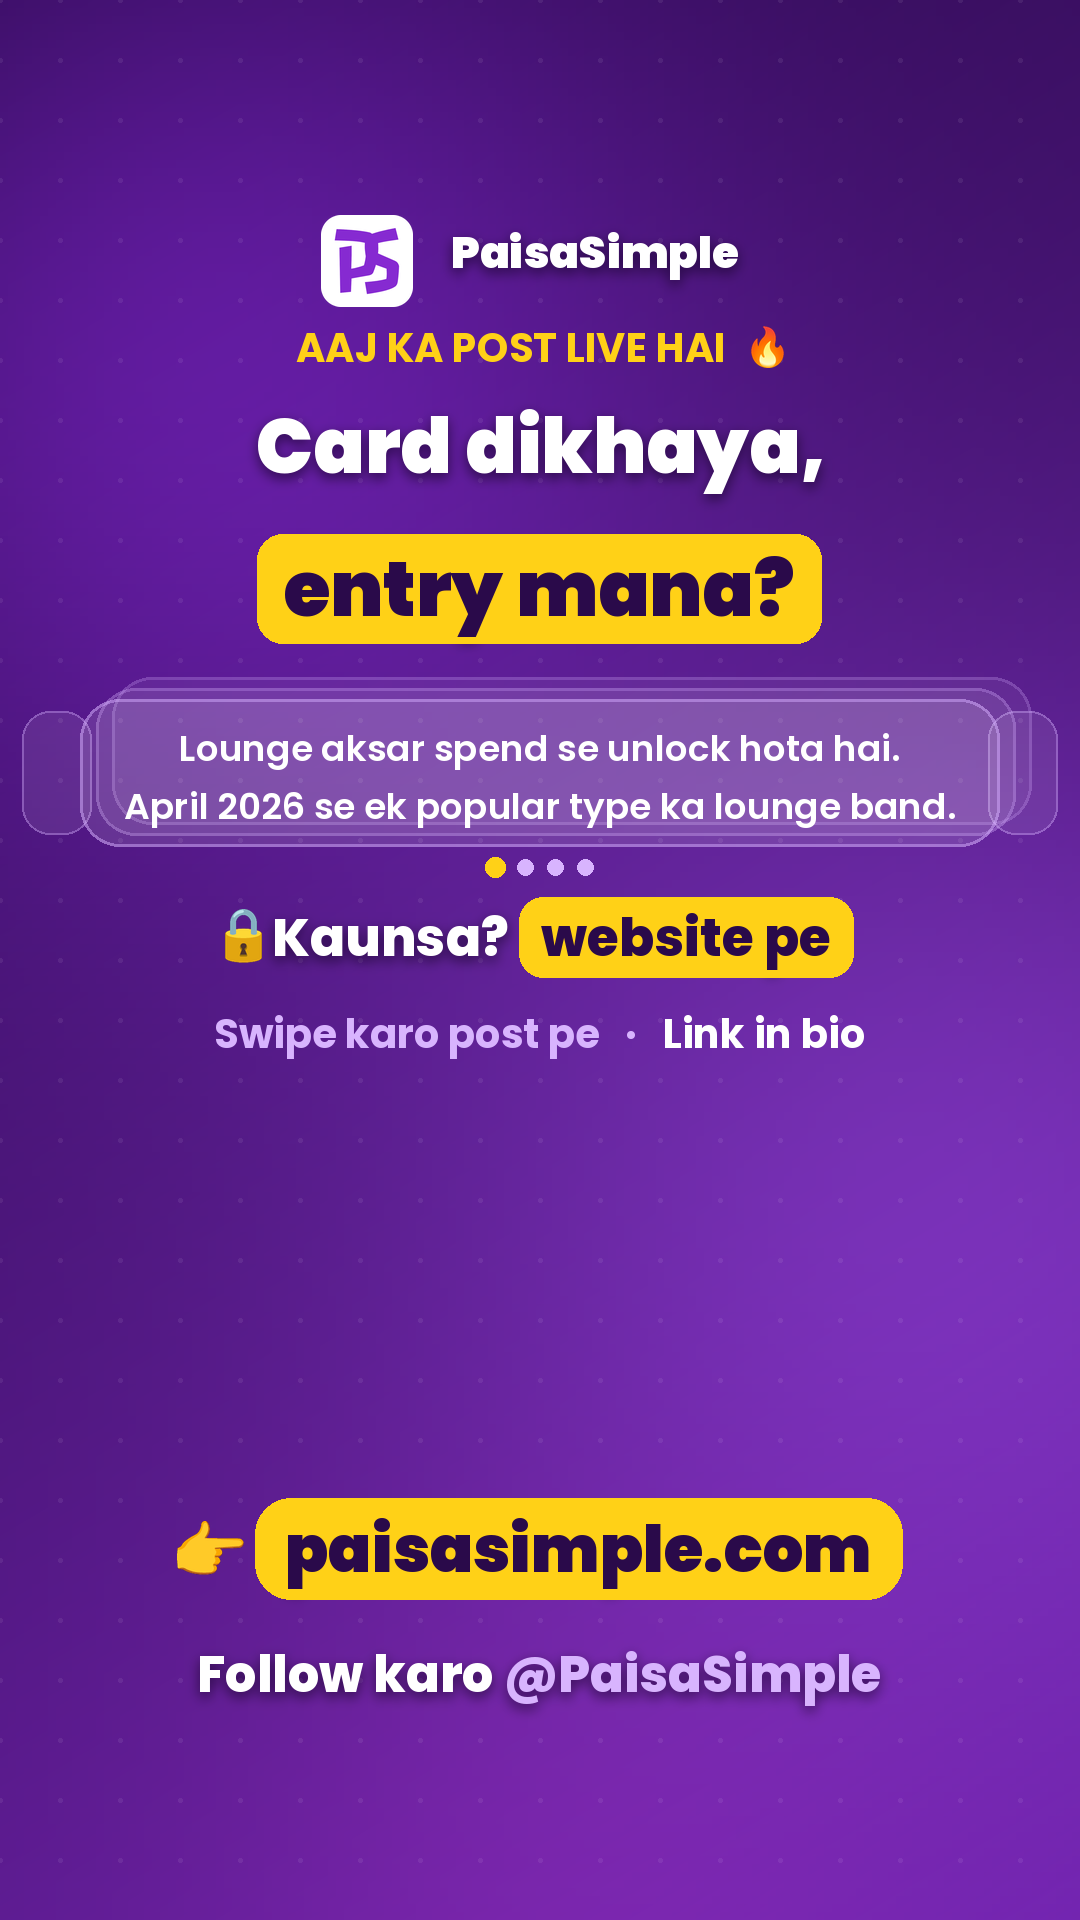 PS PaisaSimple
AAJ KA POST LIVE HAI 🔥
Card dikhaya,
entry mana?
Lounge aksar spend se unlock hota hai.
April 2026 se ek popular type ka lounge band.
🔒Kaunsa? website pe
Swipe karo post pe · Link in bio
👉 paisasimple.com
Follow karo @PaisaSimple